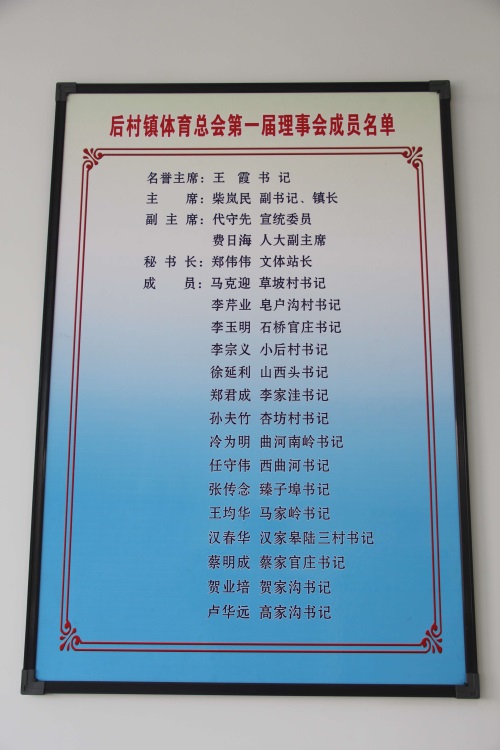 后村镇体育总会第一届理事会成员名单
名誉主席：王 霞 书 记
主 席：柴岚民 副书记、镇长
副 主 席：代守先 宣统委员
费日海 人大副主席
秘 书 长：郑伟伟 文体站长
成 员：马克迎 草坡村书记
李芹业 皂户沟村书记
李玉明 石桥官庄书记
李宗义 小后村书记
徐延利 山西头书记
郑君成 李家洼书记
孙夫竹 杏坊村书记
冷为明 曲河南岭书记
任守伟 西曲河书记
张传念 臻子埠书记
王均华 马家岭书记
汉春华 汉家皋陆三村书记
蔡明成 蔡家官庄书记
贺业培 贺家沟书记
卢华远 高家沟书记